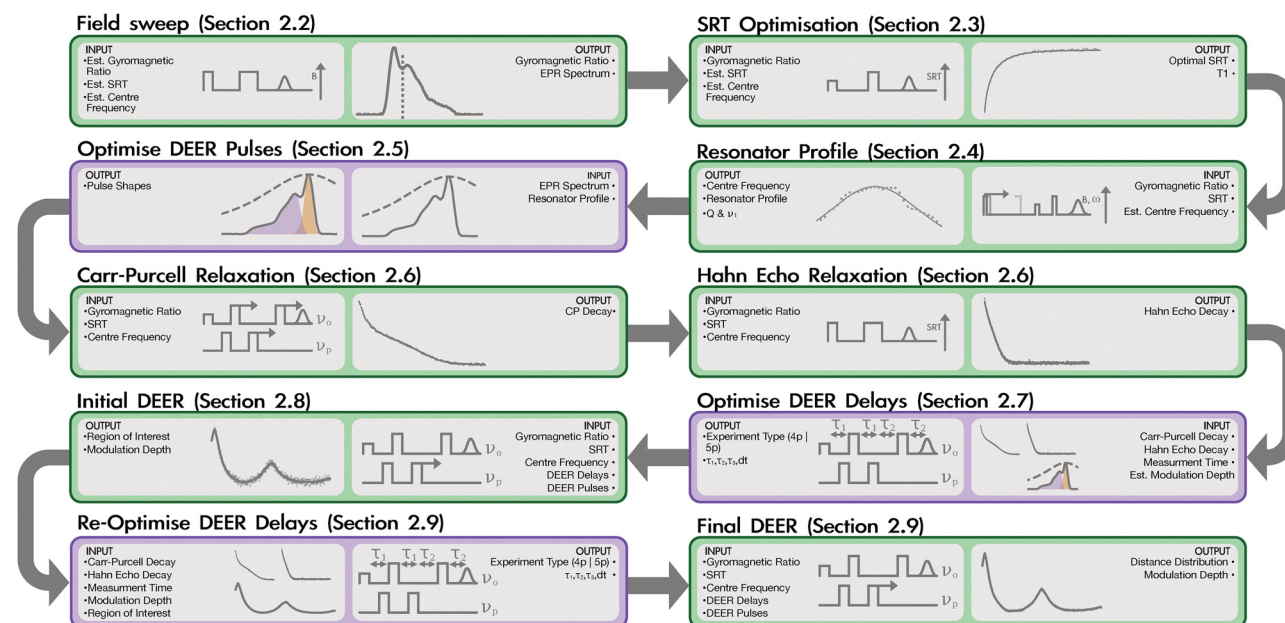 Field sweep (Section 2.2)
INPUT
•Est. Gyromagnetic
Ratio
•Est. SRT
•Est. Centre
Frequency
B
OUTPUT
Gyromagnetic Ratio •
EPR Spectrum •
SRT Optimisation (Section 2.3)
INPUT
•Gyromagnetic Ratio
•Est. SRT
•Est. Centre
Frequency
SRT
OUTPUT
Optimal SRT •
T1 •
Optimise DEER Pulses (Section 2.5)
OUTPUT
•Pulse Shapes
INPUT
EPR Spectrum •
Resonator Profile •
Resonator Profile (Section 2.4)
OUTPUT
•Centre Frequency
•Resonator Profile
•Q & ν₁
B, ω
INPUT
Gyromagnetic Ratio •
SRT •
Est. Centre Frequency •
Carr-Purcell Relaxation (Section 2.6)
INPUT
•Gyromagnetic Ratio
•SRT
•Centre Frequency
νₒ
νₚ
OUTPUT
CP Decay•
Hahn Echo Relaxation (Section 2.6)
INPUT
•Gyromagnetic Ratio
•SRT
•Centre Frequency
SRT
OUTPUT
Hahn Echo Decay •
Initial DEER (Section 2.8)
OUTPUT
•Region of Interest
•Modulation Depth
νₒ
νₚ
INPUT
Gyromagnetic Ratio •
SRT •
Centre Frequency •
DEER Delays •
DEER Pulses •
Optimise DEER Delays (Section 2.7)
OUTPUT
•Experiment Type (4p |
5p)
•τ₁,τ₂,τ₃,dt
τ₁ τ₁ τ₂ τ₂
νₒ
νₚ
INPUT
Carr-Purcell Decay •
Hahn Echo Decay •
Measurment Time •
Est. Modulation Depth
Re-Optimise DEER Delays (Section 2.9)
INPUT
•Carr-Purcell Decay
•Hahn Echo Decay
•Measurment Time
•Modulation Depth
•Region of Interest
τ₁ τ₁ τ₂ τ₂
νₒ
νₚ
OUTPUT
Experiment Type (4p | 5p) •
τ₁,τ₂,τ₃,dt •
Final DEER (Section 2.9)
INPUT
•Gyromagnetic Ratio
•SRT
•Centre Frequency
•DEER Delays
•DEER Pulses
νₒ
νₚ
OUTPUT
Distance Distribution •
Modulation Depth •